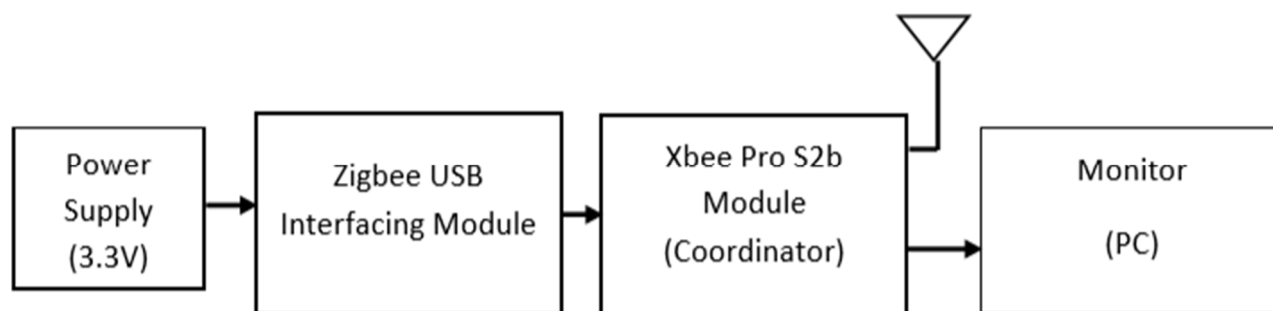 Power
Supply
(3.3V)
Zigbee USB
Interfacing Module
Xbee Pro S2b
Module
(Coordinator)
Monitor
(PC)